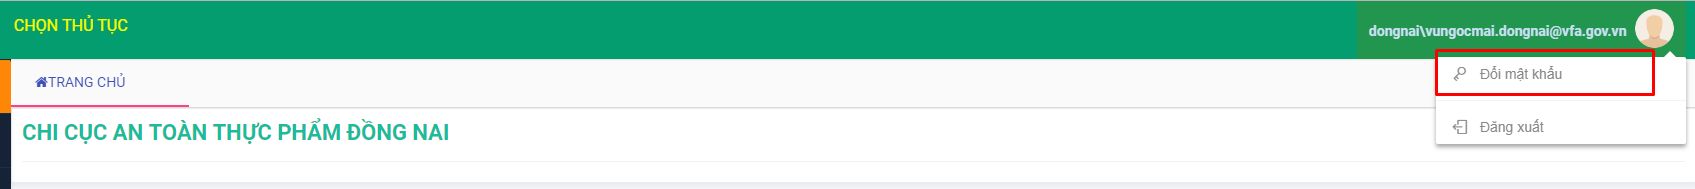 CHỌN THỦ TỤC
dongnai\vungocmai.dongnai@vfa.gov.vn
Đổi mật khẩu
Đăng xuất
TRANG CHỦ
CHI CỤC AN TOÀN THỰC PHẨM ĐỒNG NAI